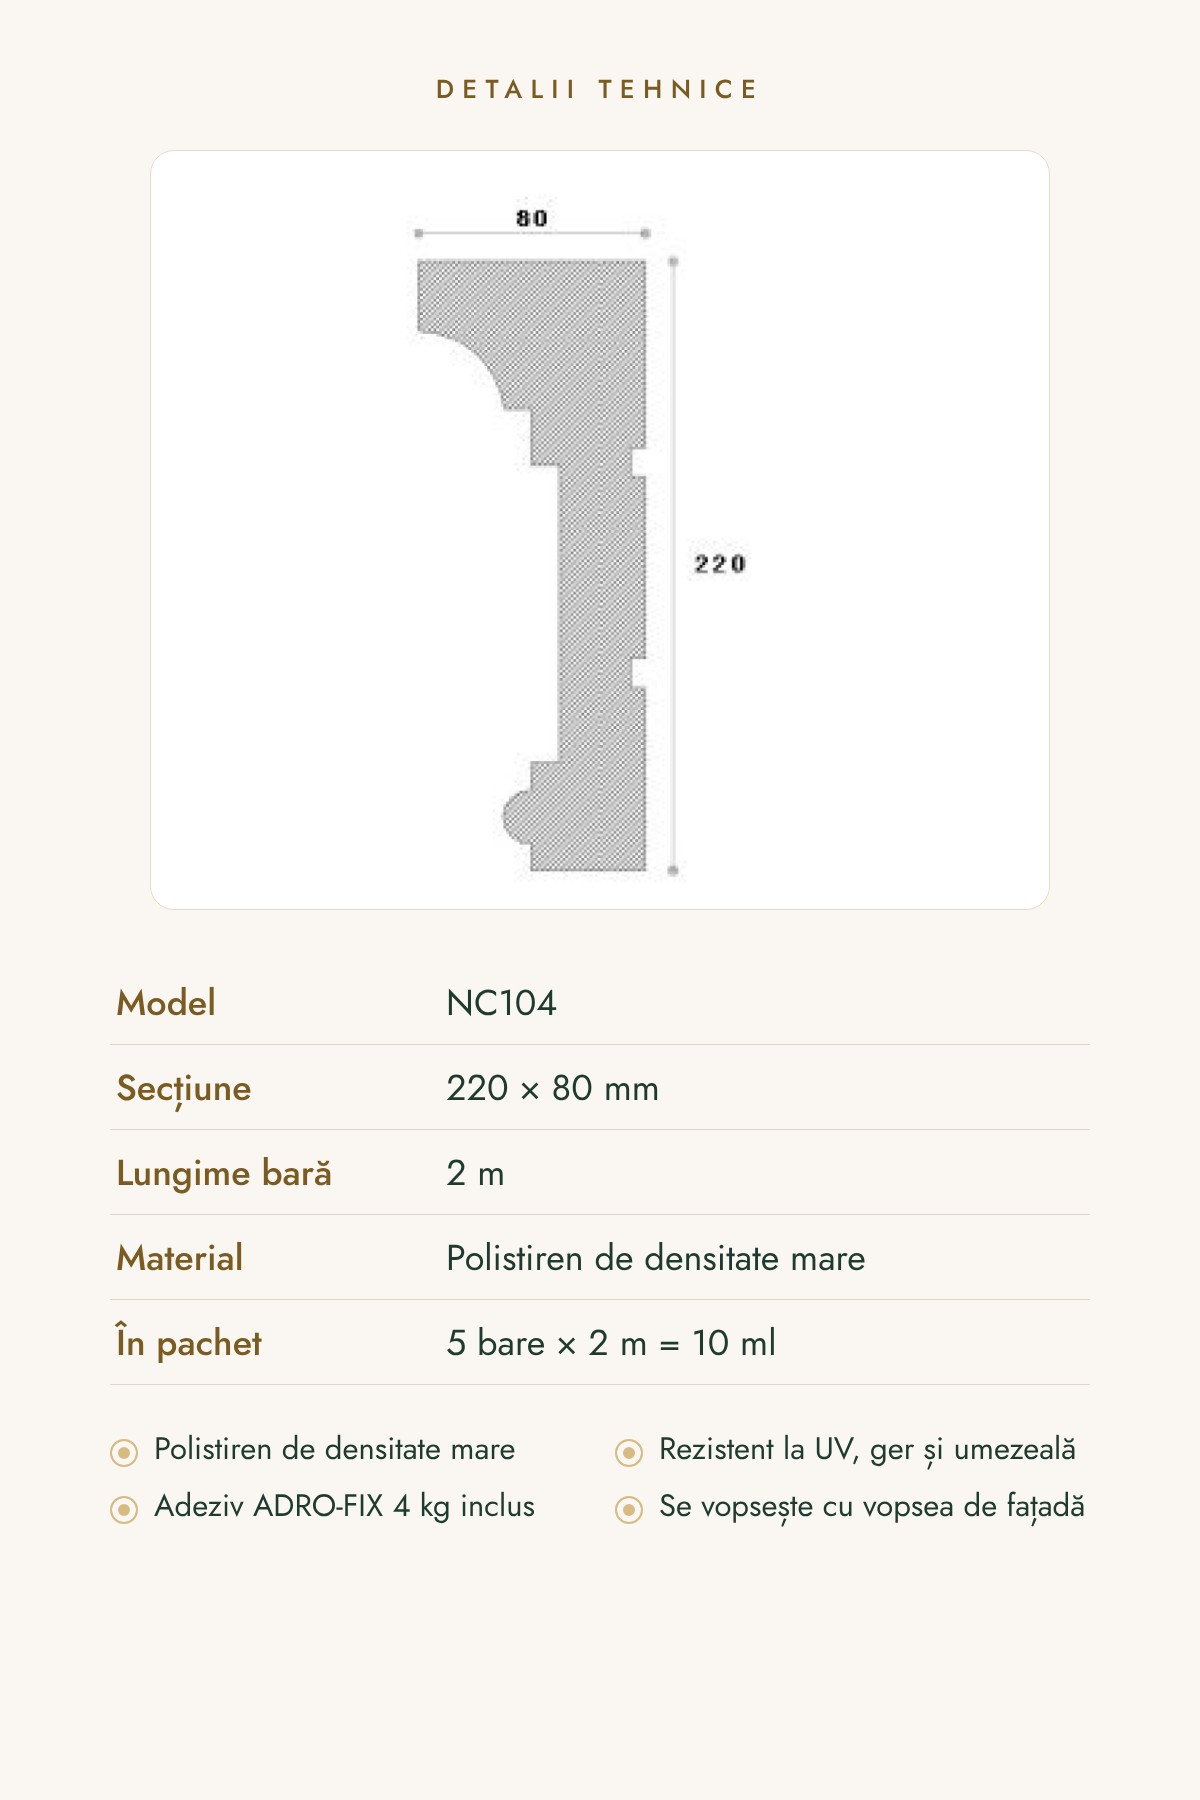 DETALII TEHNICE
80
220
Model NC104
Secțiune 220 × 80 mm
Lungime bară 2 m
Material Polistiren de densitate mare
În pachet 5 bare × 2 m = 10 ml
Polistiren de densitate mare Rezistent la UV, ger și umezeală
Adeziv ADRO-FIX 4 kg inclus Se vopsește cu vopsea de fațadă